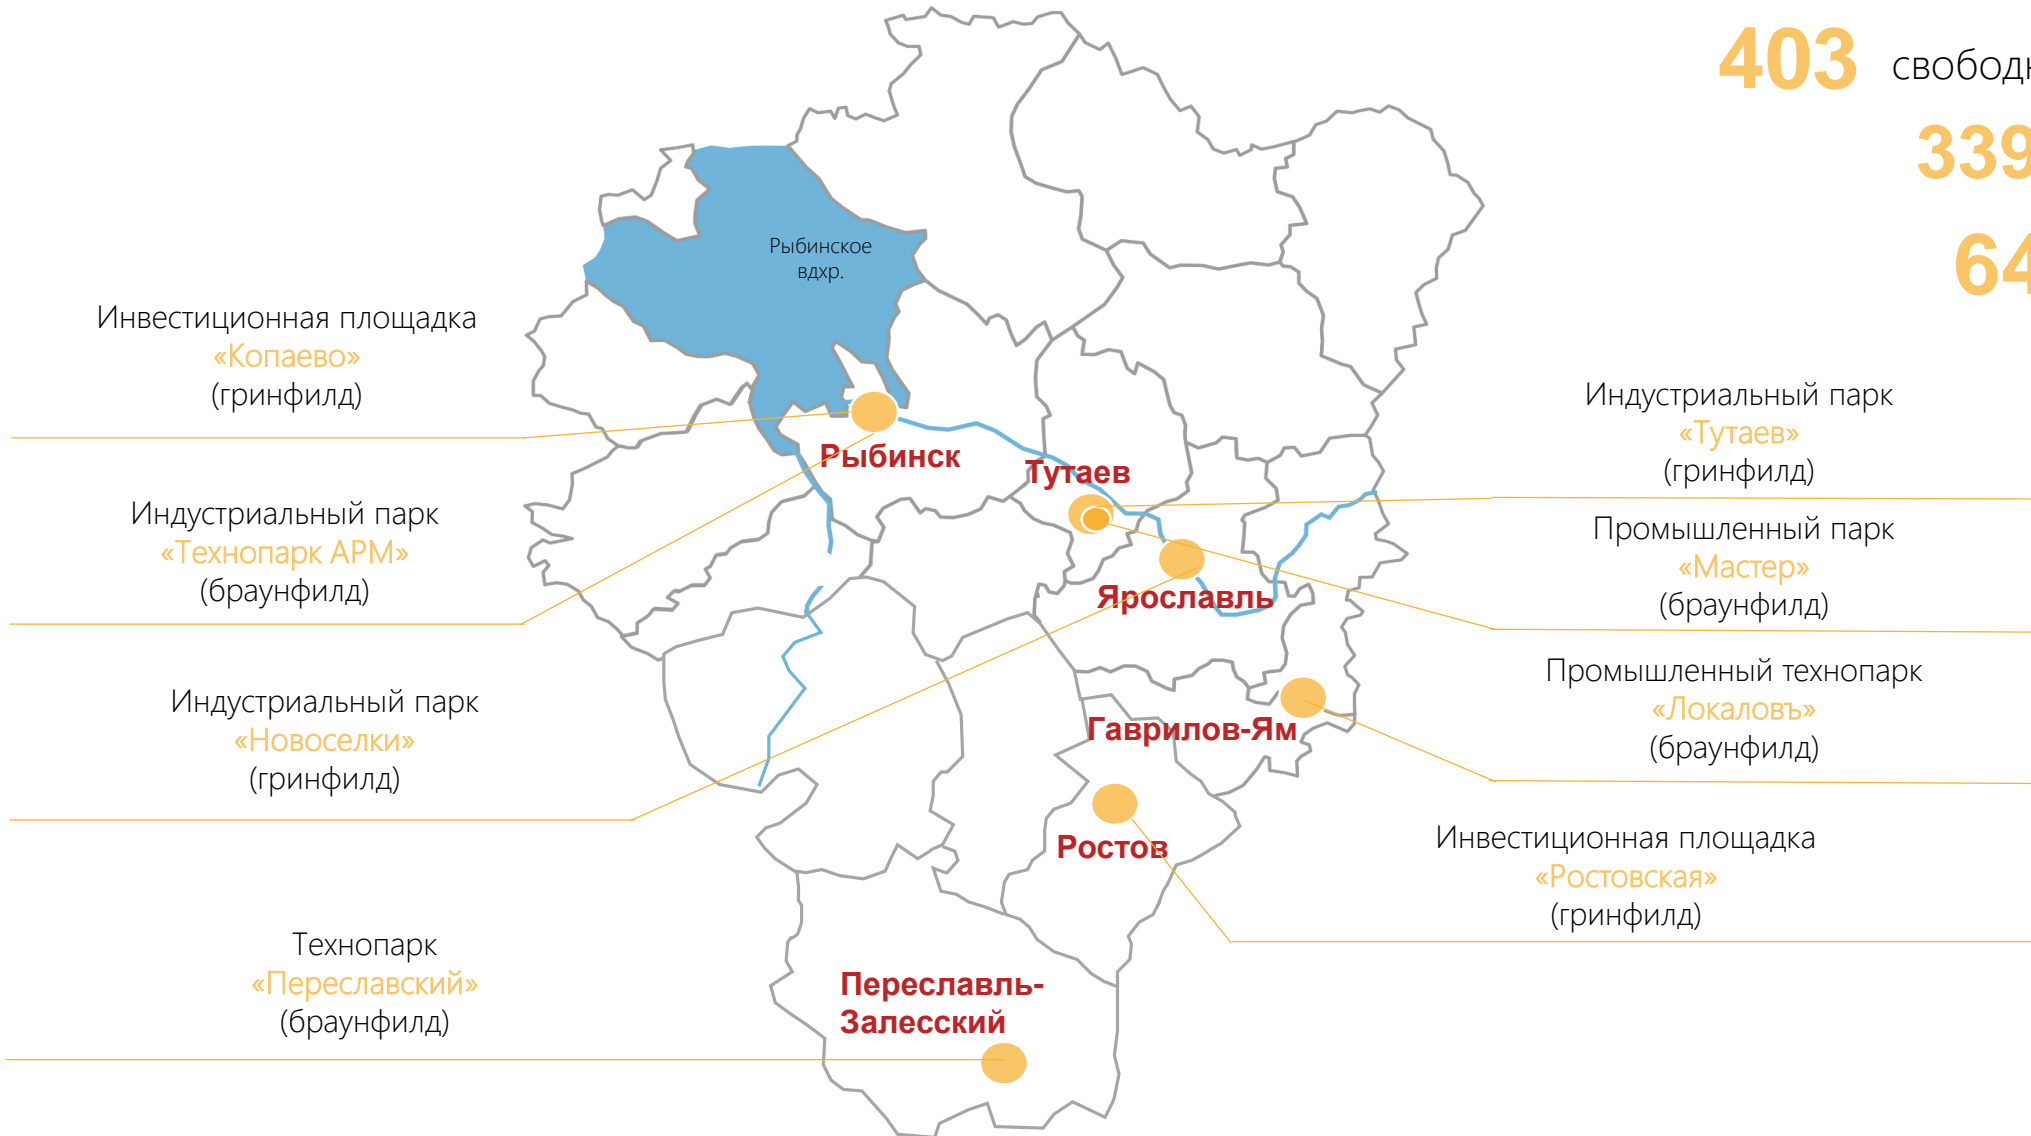 403
339
64
Рыбинское
вдхр.
Инвестиционная площадка
«Копаево»
(гринфилд)
Индустриальный парк
«Технопарк АРМ»
(браунфилд)
Индустриальный парк
«Новоселки»
(гринфилд)
Технопарк
«Переславский»
(браунфилд)
Рыбинск
Тутаев
Ярославль
Гаврилов-Ям
Ростов
Переславль-
Залесский
Индустриальный парк
«Тутаев»
(гринфилд)
Промышленный парк
«Мастер»
(браунфилд)
Промышленный технопарк
«Локаловъ»
(браунфилд)
Инвестиционная площадка
«Ростовская»
(гринфилд)